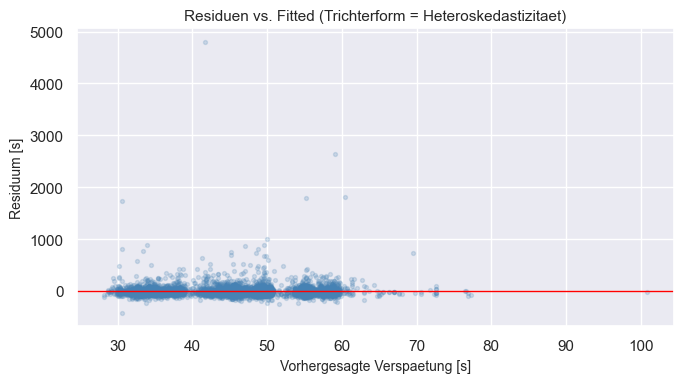 Residuen vs. Fitted (Trichterform = Heteroskedastizitaet)
5000
4000
3000
2000
1000
0
Residuum [s]
30 40 50 60 70 80 90 100
Vorhergesagte Verspaetung [s]